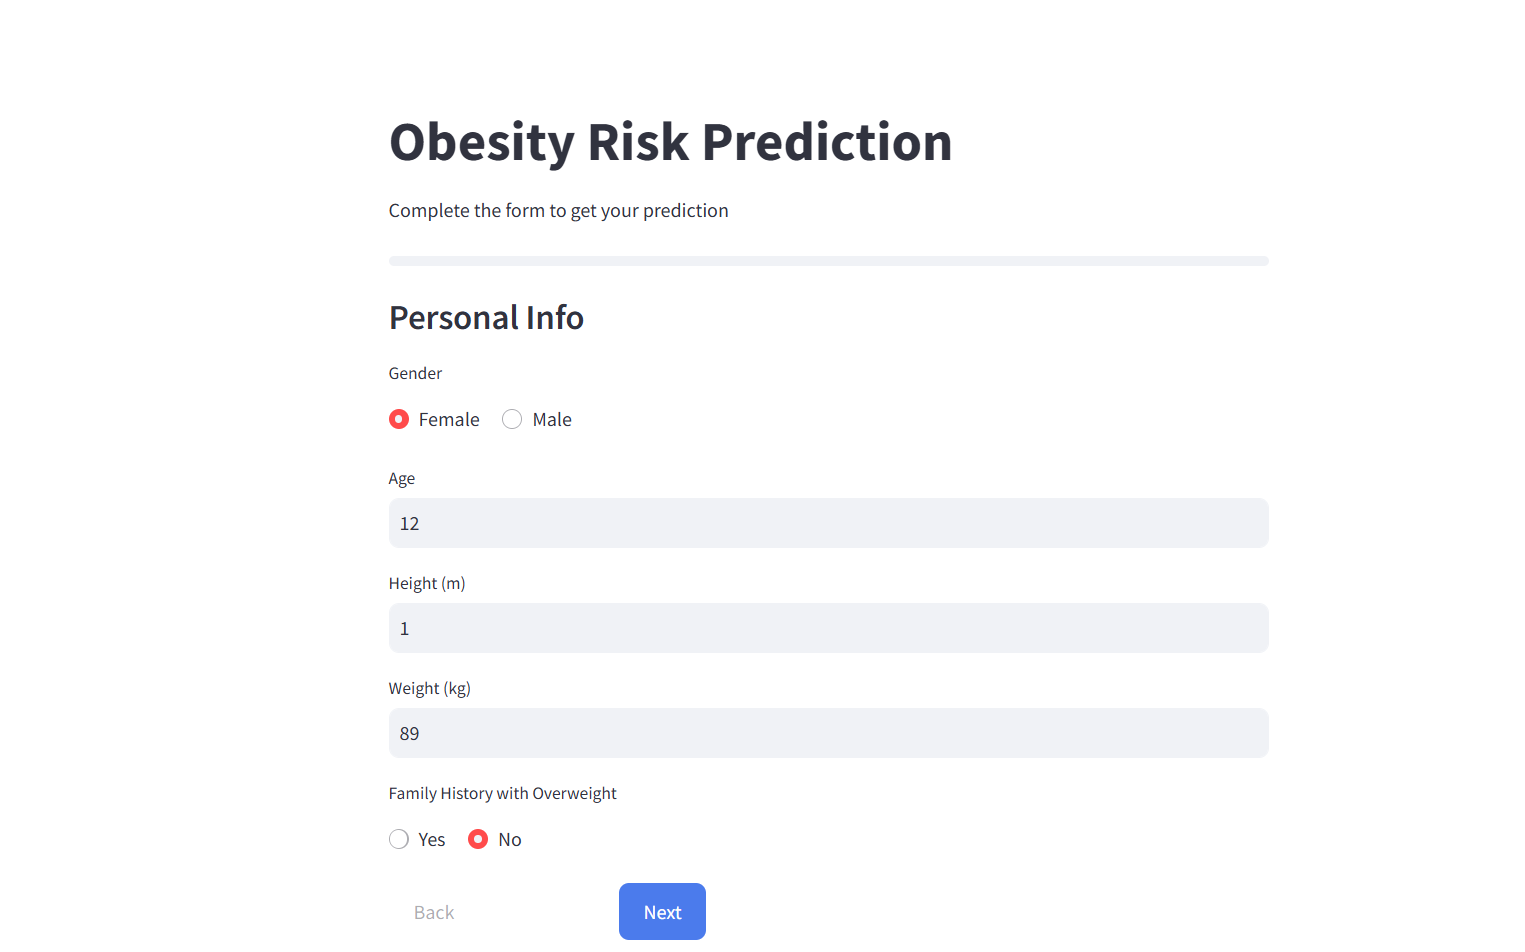 Obesity Risk Prediction
Complete the form to get your prediction
Personal Info
Gender
Female Male
Age
12
Height (m)
1
Weight (kg)
89
Family History with Overweight
Yes No
Back Next